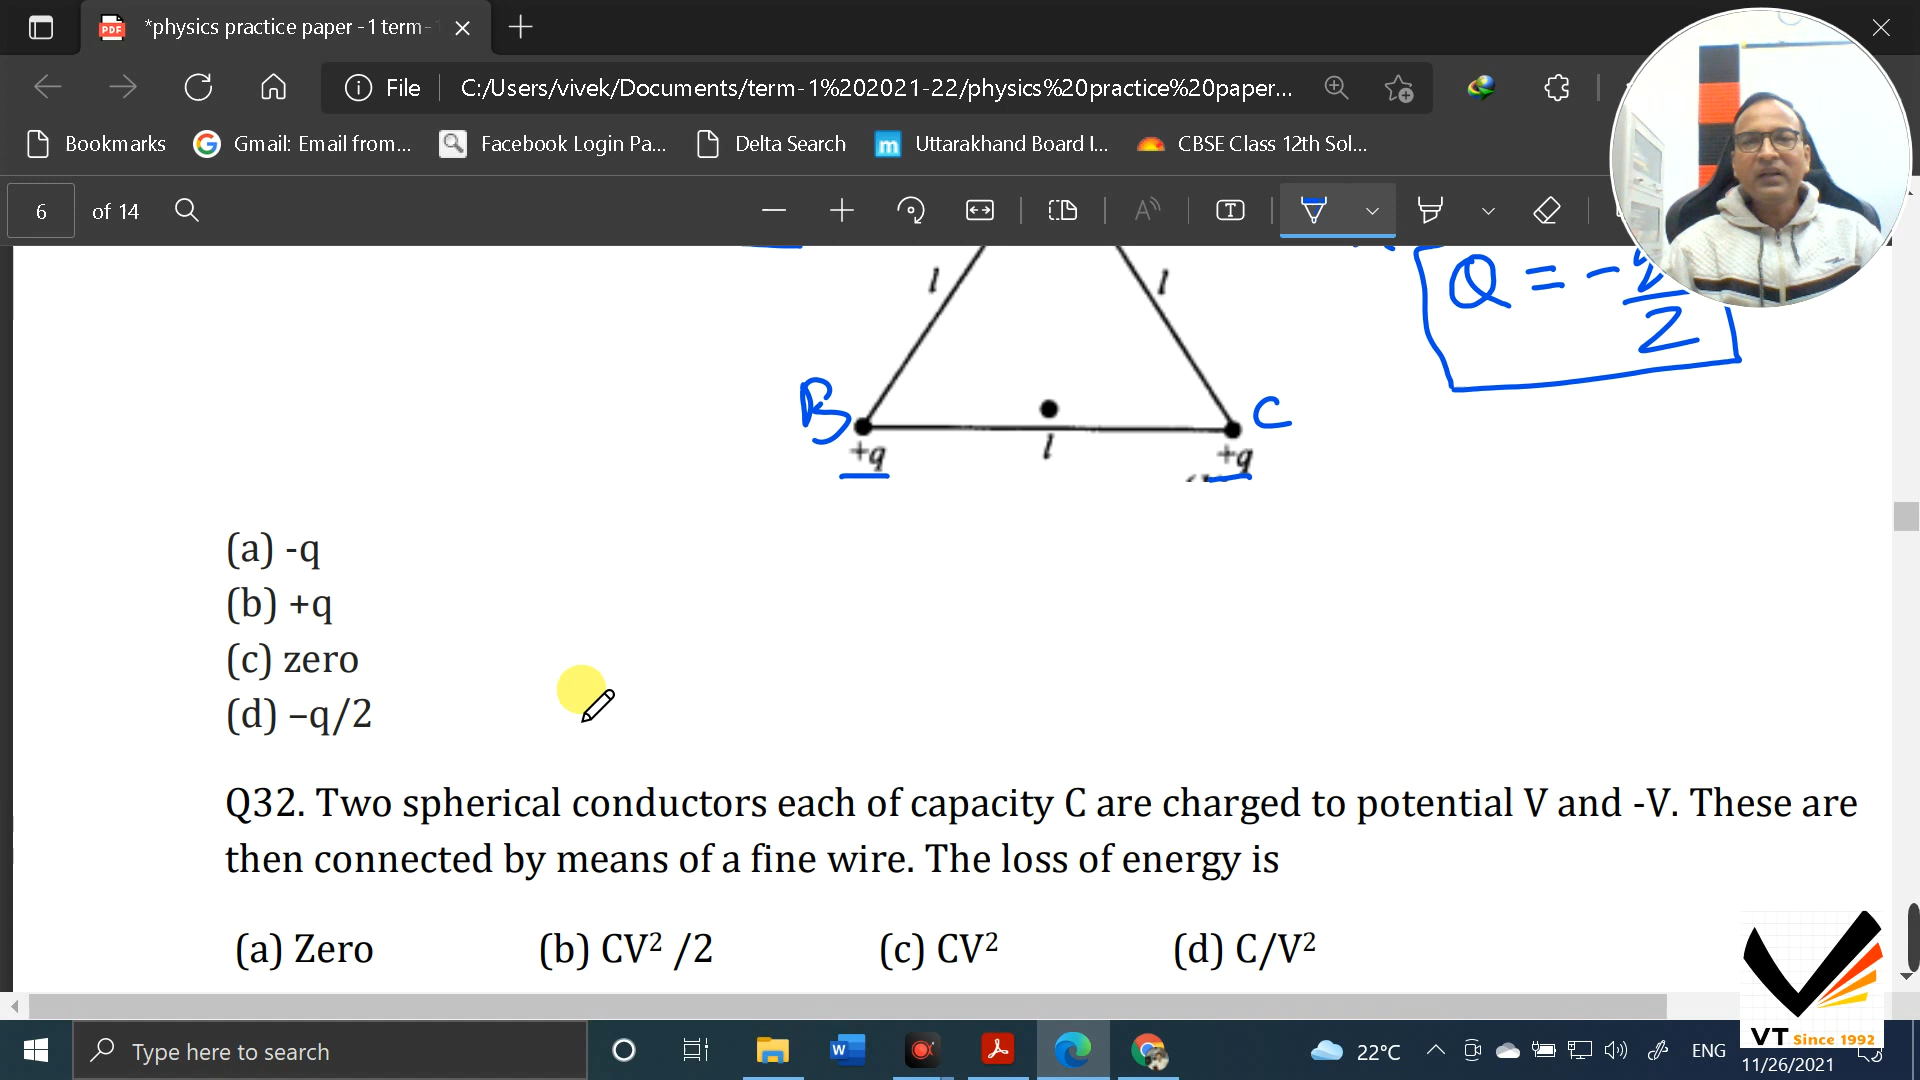 *physics practice paper -1 term-
File
C:/Users/vivek/Documents/term-1%202021-22/physics%20practice%20paper...
Bookmarks
Gmail: Email from...
Facebook Login Pa...
Delta Search
Uttarakhand Board I...
CBSE Class 12th Sol...
6 of 14
l
l
Q = -
2
B
C
l
+q
+q
(a) -q
(b) +q
(c) zero
(d) –q/2
Q32. Two spherical conductors each of capacity C are charged to potential V and -V. These are
then connected by means of a fine wire. The loss of energy is
(a) Zero (b) CV² /2 (c) CV² (d) C/V²
VT Since 1992
Type here to search
22°C
ENG
11/26/2021